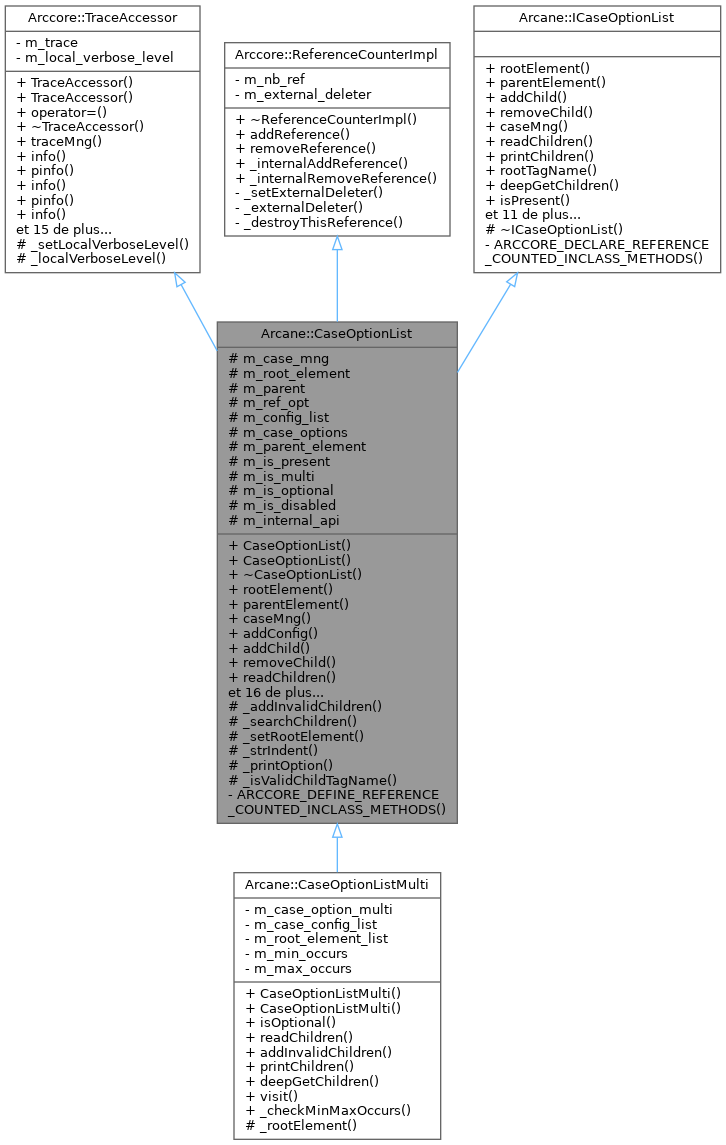 Arccore::TraceAccessor
- m_trace
- m_local_verbose_level
+ TraceAccessor()
+ TraceAccessor()
+ operator=()
+ ~TraceAccessor()
+ traceMng()
+ info()
+ pinfo()
+ info()
+ pinfo()
+ info()
et 15 de plus...
# _setLocalVerboseLevel()
# _localVerboseLevel()
Arccore::ReferenceCounterImpl
- m_nb_ref
- m_external_deleter
+ ~ReferenceCounterImpl()
+ addReference()
+ removeReference()
+ _internalAddReference()
+ _internalRemoveReference()
- _setExternalDeleter()
- _externalDeleter()
- _destroyThisReference()
Arcane::ICaseOptionList
+ rootElement()
+ parentElement()
+ addChild()
+ removeChild()
+ caseMng()
+ readChildren()
+ printChildren()
+ rootTagName()
+ deepGetChildren()
+ isPresent()
et 11 de plus...
# ~ICaseOptionList()
- ARCCORE_DECLARE_REFERENCE
_COUNTED_INCLASS_METHODS()
Arcane::CaseOptionList
# m_case_mng
# m_root_element
# m_parent
# m_ref_opt
# m_config_list
# m_case_options
# m_parent_element
# m_is_present
# m_is_multi
# m_is_optional
# m_is_disabled
# m_internal_api
+ CaseOptionList()
+ CaseOptionList()
+ ~CaseOptionList()
+ rootElement()
+ parentElement()
+ caseMng()
+ addConfig()
+ addChild()
+ removeChild()
+ readChildren()
et 16 de plus...
# _addInvalidChildren()
# _searchChildren()
# _setRootElement()
# _strIndent()
# _printOption()
# _isValidChildTagName()
- ARCCORE_DEFINE_REFERENCE
_COUNTED_INCLASS_METHODS()
Arcane::CaseOptionListMulti
- m_case_option_multi
- m_case_config_list
- m_root_element_list
- m_min_occurs
- m_max_occurs
+ CaseOptionListMulti()
+ CaseOptionListMulti()
+ isOptional()
+ readChildren()
+ addInvalidChildren()
+ printChildren()
+ deepGetChildren()
+ visit()
+ _checkMinMaxOccurs()
# _rootElement()